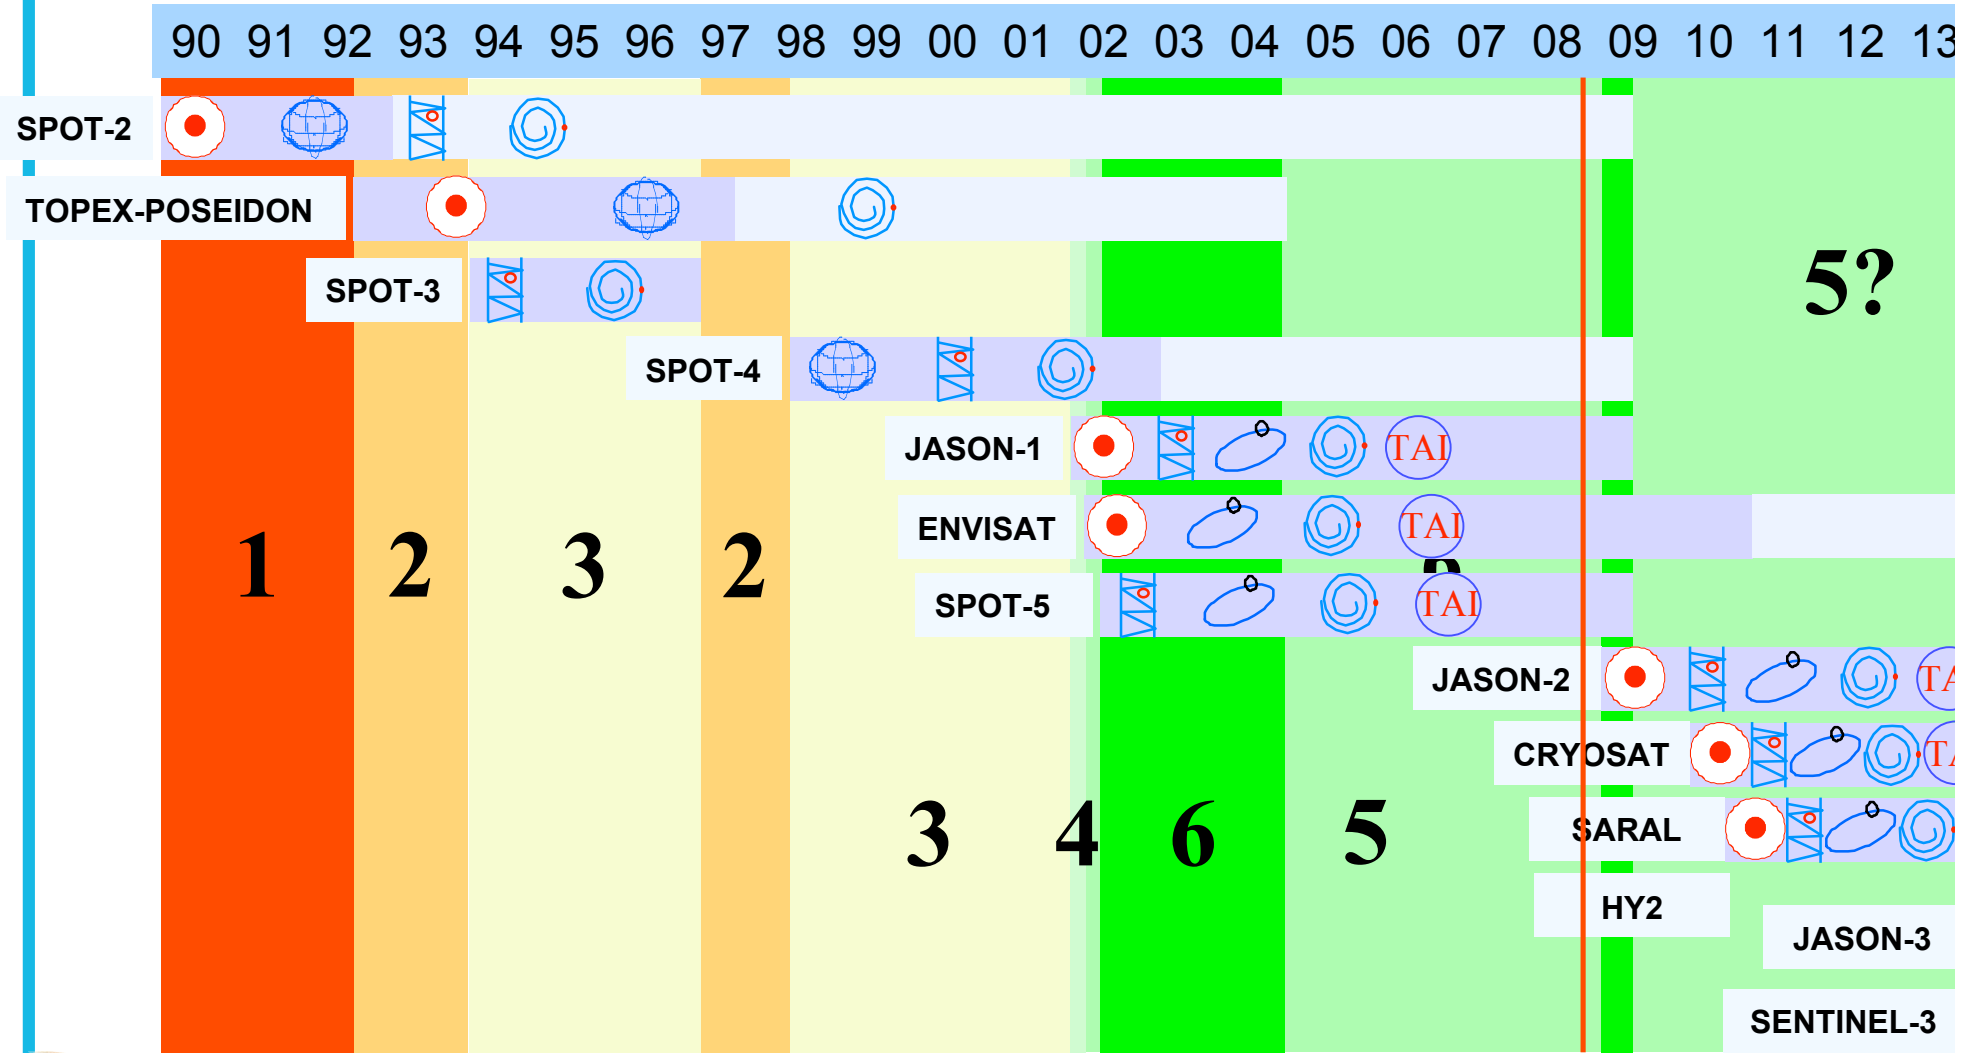 90 91 92 93 94 95 96 97 98 99 00 01 02 03 04 05 06 07 08 09 10 11 12 13
SPOT-2
TOPEX-POSEIDON
SPOT-3
5?
SPOT-4
JASON-1 TAI
ENVISAT TAI
1 2 3 2
SPOT-5 TAI
JASON-2 TA
CRYOSAT TA
3 4 6 5
SARAL
HY2
JASON-3
SENTINEL-3